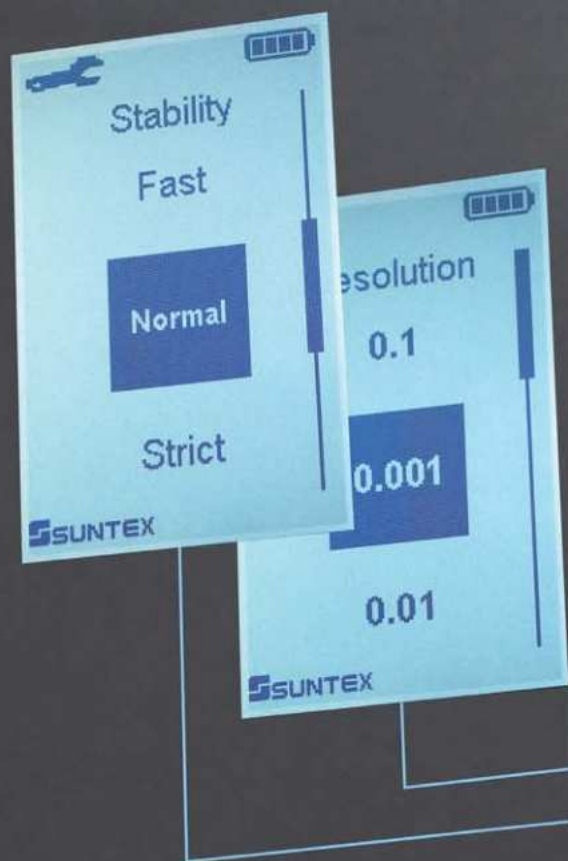 Stability
Fast
Normal
Strict
SUNTEX
esolution
0.1
0.001
0.01
SUNTEX